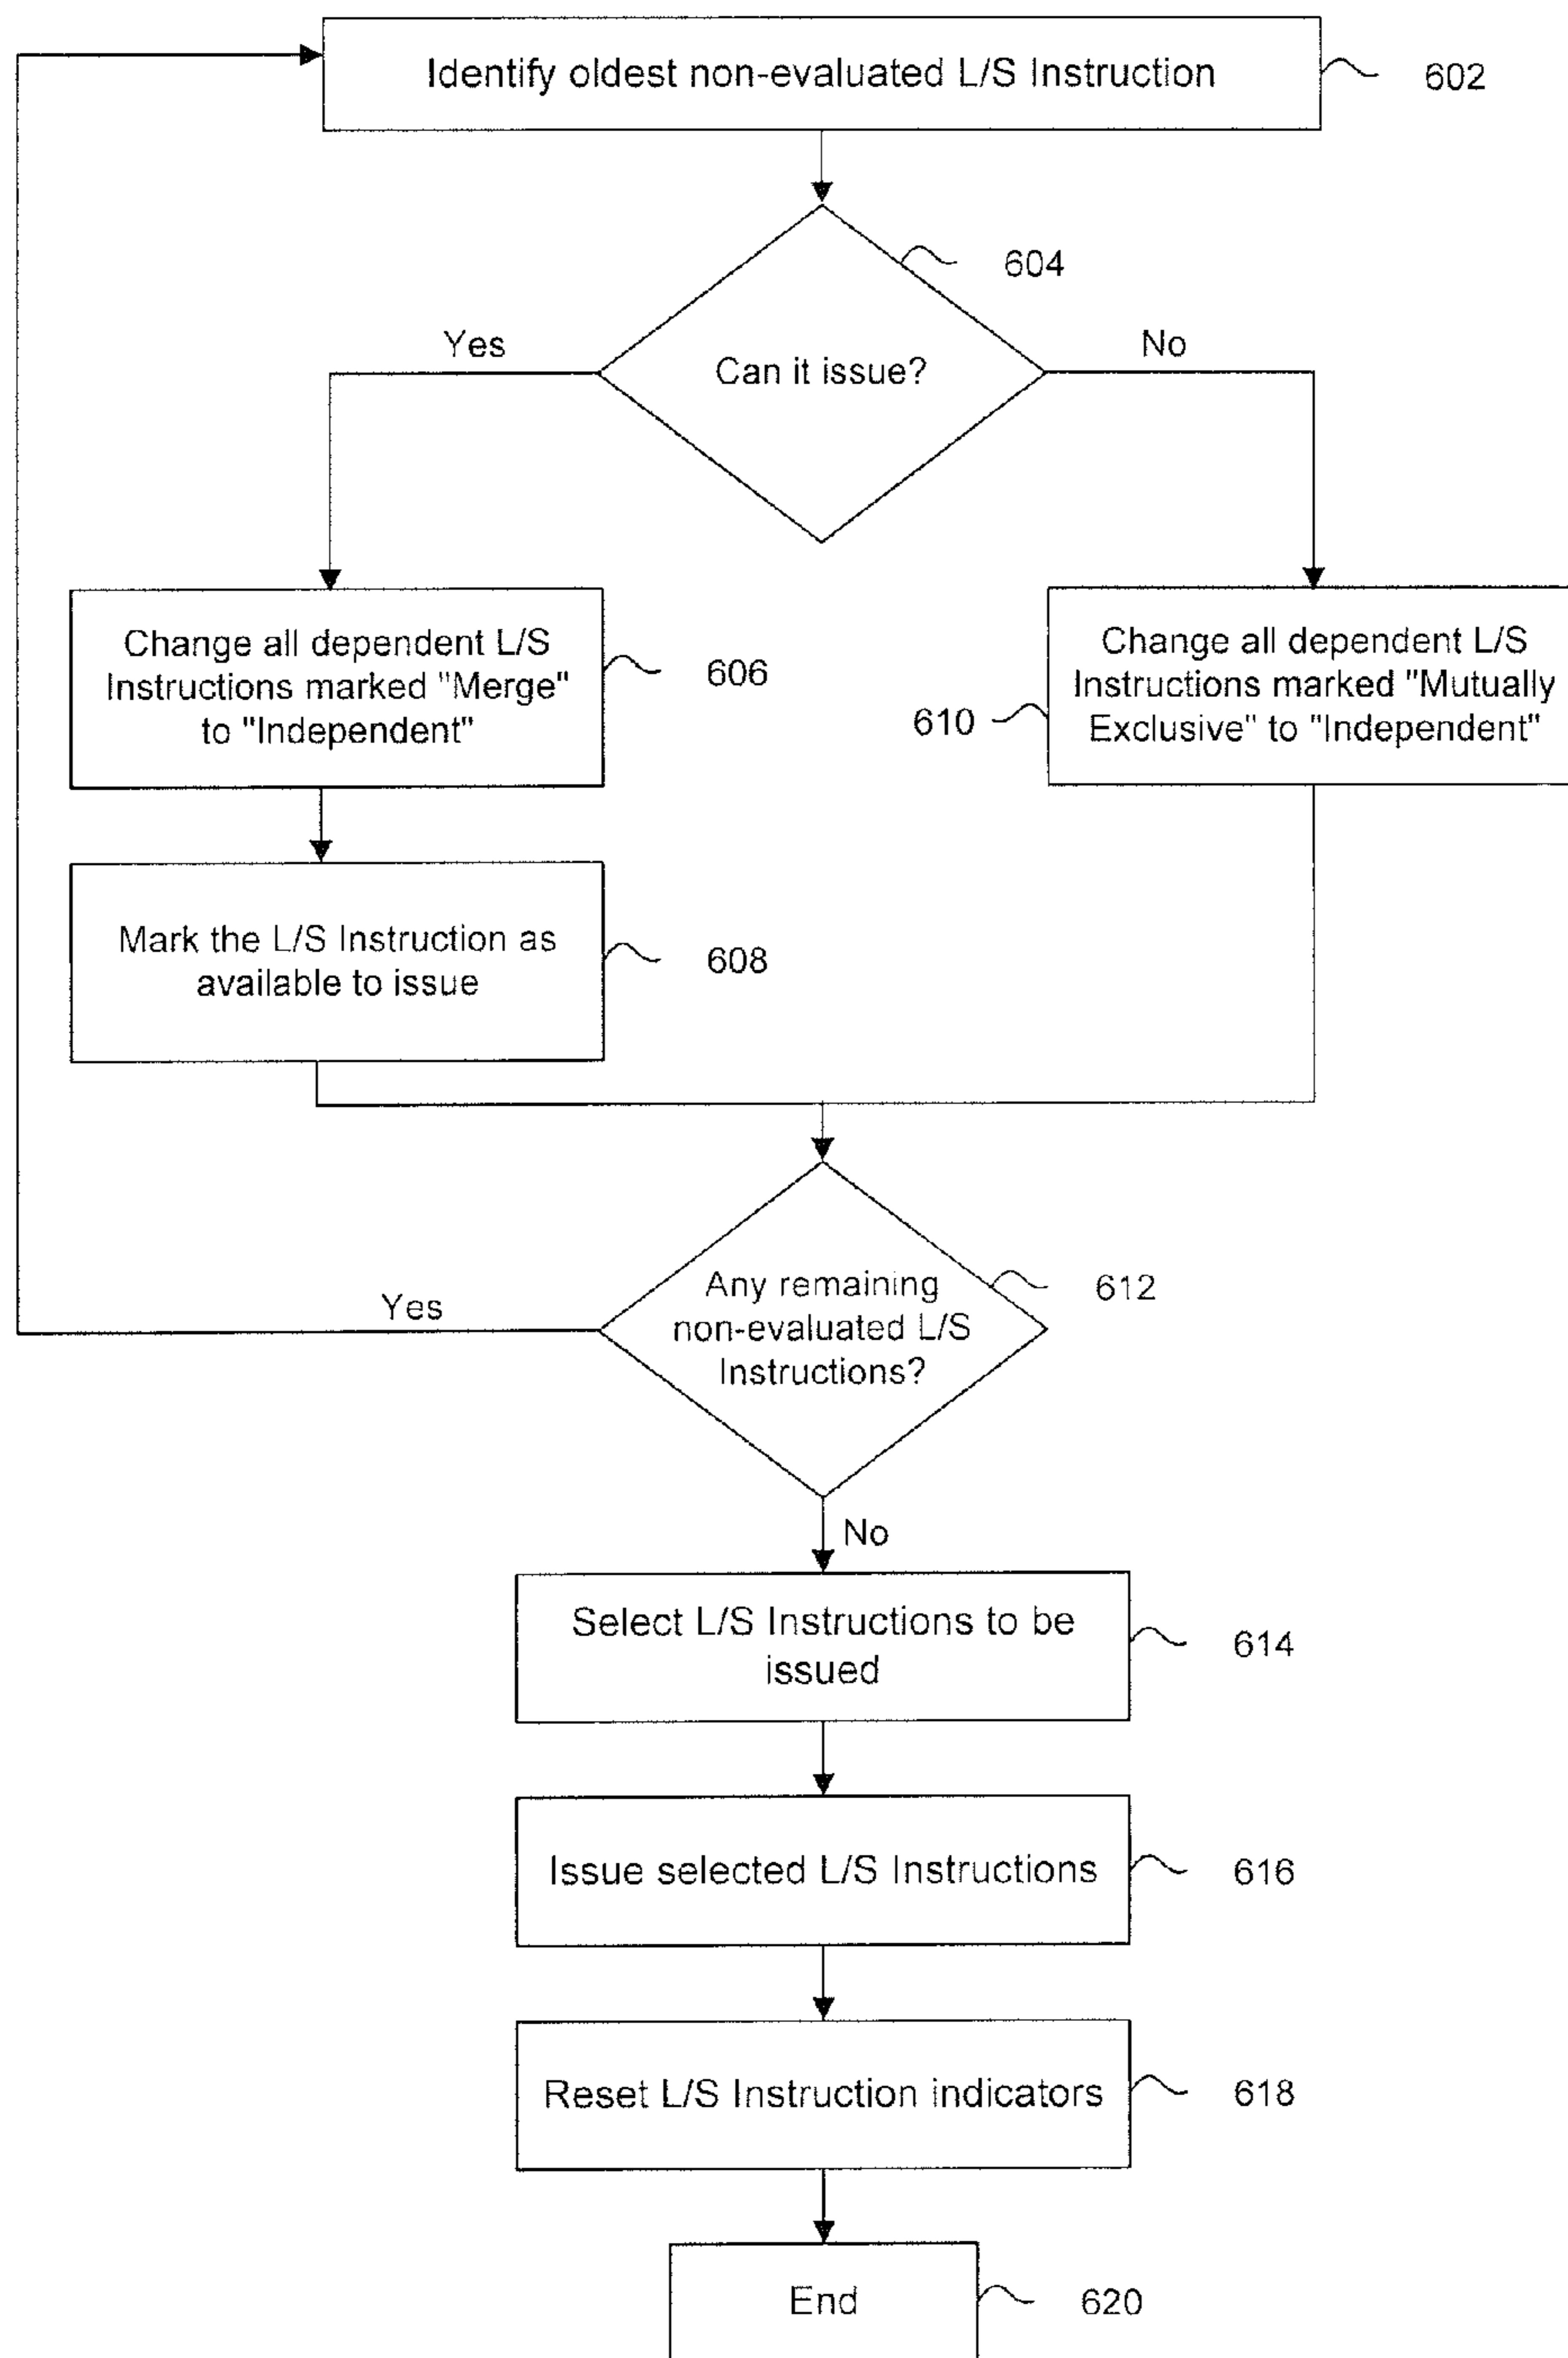 Identify oldest non-evaluated L/S Instruction
602
604
Yes
No
Can it issue?
Change all dependent L/S
Instructions marked "Merge"
to "Independent"
606
Change all dependent L/S
Instructions marked "Mutually
Exclusive" to "Independent"
610
Mark the L/S Instruction as
available to issue
608
Any remaining
non-evaluated L/S
Instructions?
612
Yes
No
Select L/S Instructions to be
issued
614
Issue selected L/S Instructions
616
Reset L/S Instruction indicators
618
End
620